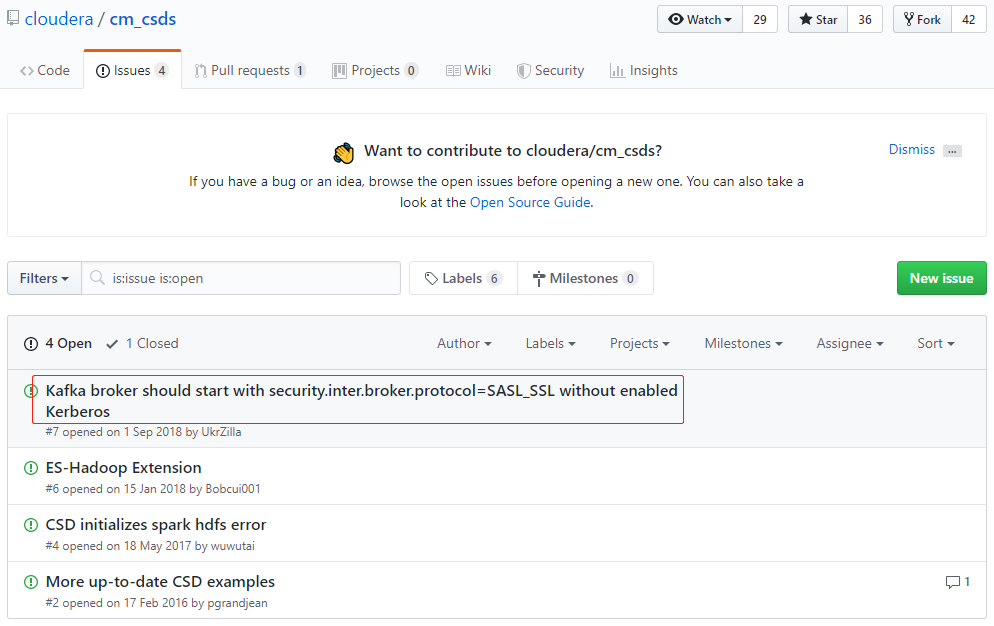 cloudera / cm_csds
Watch 29 Star 36 Fork 42
Code Issues 4 Pull requests 1 Projects 0 Wiki Security Insights
Want to contribute to cloudera/cm_csds?
Dismiss ...
If you have a bug or an idea, browse the open issues before opening a new one. You can also take a
look at the Open Source Guide.
Filters is:issue is:open Labels 6 Milestones 0 New issue
4 Open 1 Closed Author Labels Projects Milestones Assignee Sort
Kafka broker should start with security.inter.broker.protocol=SASL_SSL without enabled
Kerberos
#7 opened on 1 Sep 2018 by UkrZilla
ES-Hadoop Extension
#6 opened on 15 Jan 2018 by Bobcui001
CSD initializes spark hdfs error
#4 opened on 18 May 2017 by wuwutai
More up-to-date CSD examples 1
#2 opened on 17 Feb 2016 by pgrandjean